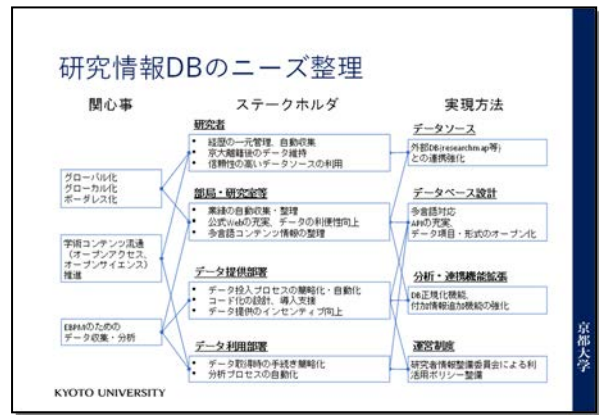 研究情報DBのニーズ整理
関心事
ステークホルダ
実現方法
グローバル化
グローカル化
ボーダレス化
学術コンテンツ流通
(オープンアクセス、
オープンサイエンス)
推進
EBPMのための
データ収集・分析
研究者
• 経歴の一元管理、自動収集
• 京大離籍後のデータ維持
• 信頼性の高いデータソースの利用
部局・研究室等
• 業績の自動収集・整理
• 公式Webの充実、データの利便性向上
• 多言語コンテンツ情報の整理
データ提供部署
• データ投入プロセスの簡略化・自動化
• コード化の設計、導入支援
• データ提供のインセンティブ向上
データ利用部署
• データ取得時の手続き簡略化
• 分析プロセスの自動化
データソース
外部DB(researchmap等)
との連携強化
データベース設計
多言語対応
APIの充実、
データ項目・形式のオープン化
分析・連携機能拡張
DB正規化機能、
付加情報追加機能の強化
運営制度
研究者情報整備委員会による利
活用ポリシー整備
京都大学
KYOTO UNIVERSITY